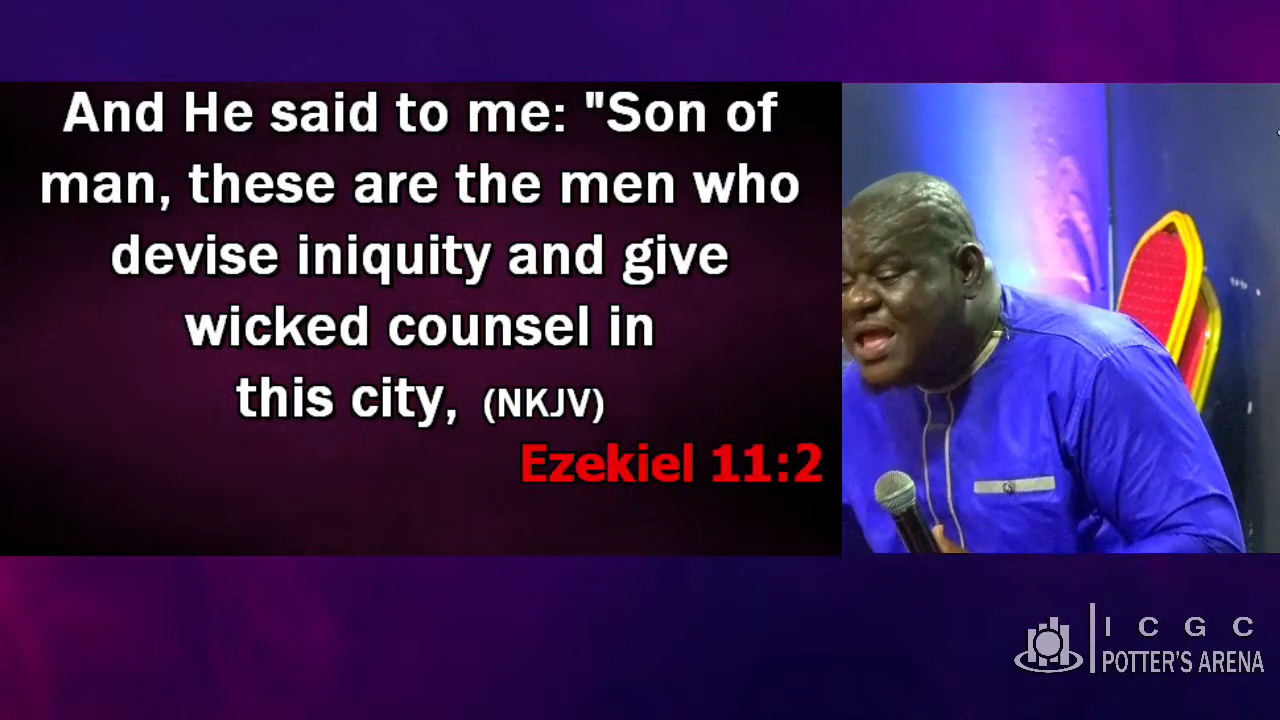 And He said to me: "Son of
man, these are the men who
devise iniquity and give
wicked counsel in
this city, (NKJV)
Ezekiel 11:2
I C G C
POTTER'S ARENA